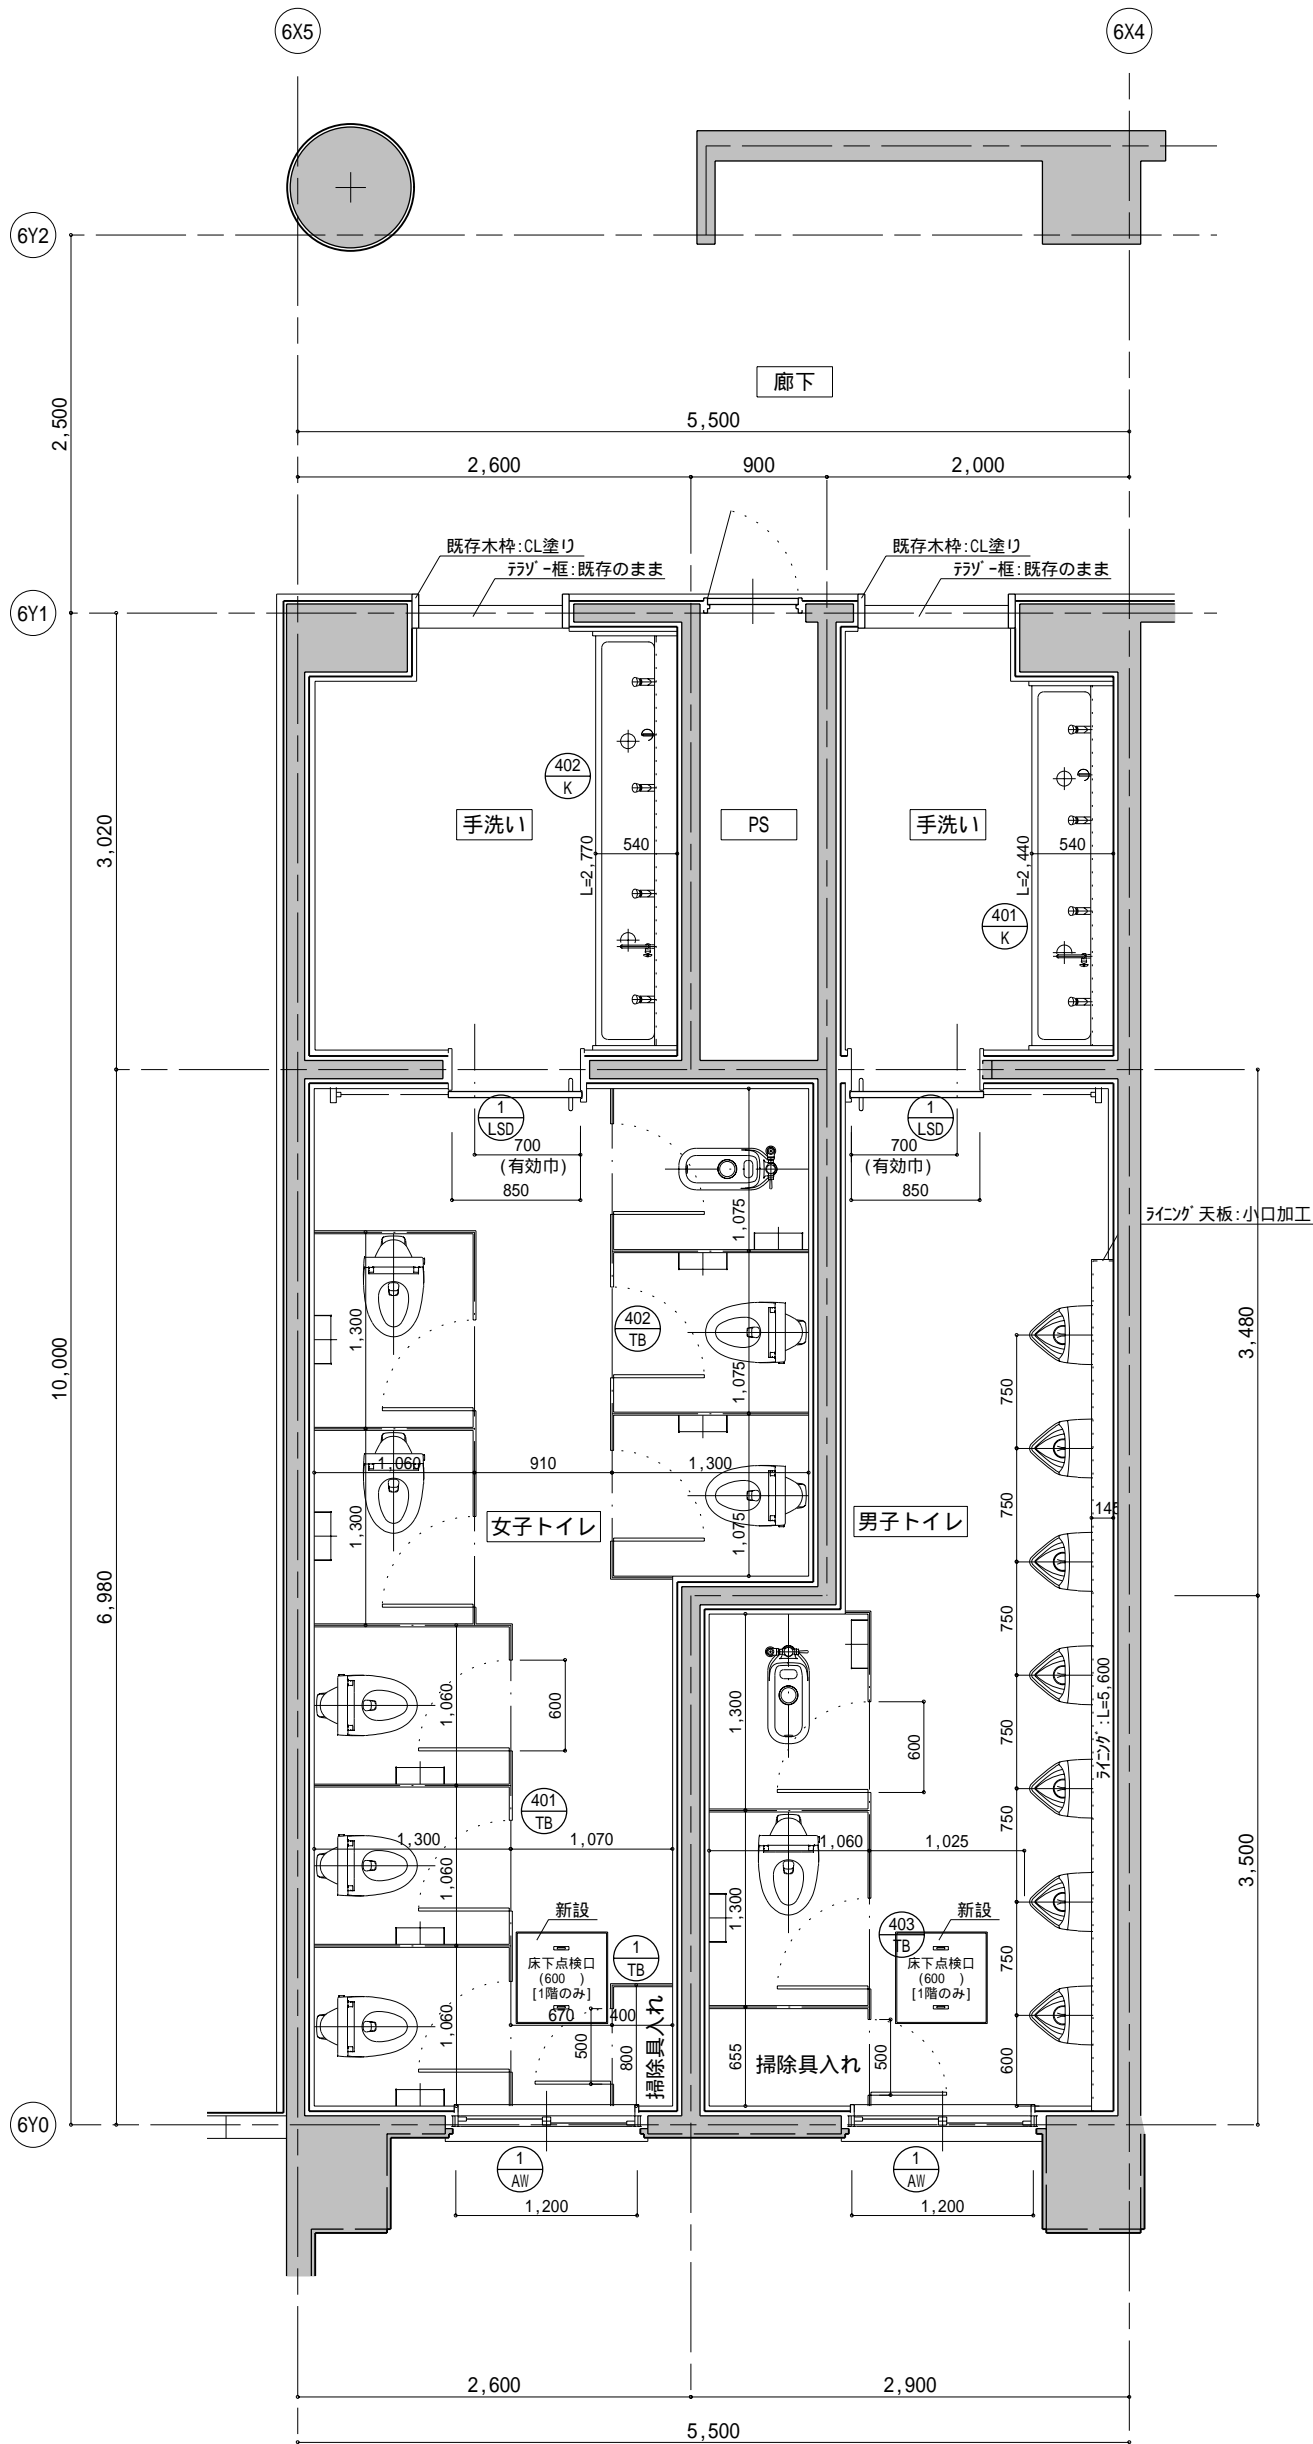 6X5
6X4
6Y2
廊下
2,500
5,500
2,600
900
2,000
既存木枠:CL塗り
テラゾー框:既存のまま
既存木枠:CL塗り
テラゾー框:既存のまま
6Y1
402
K
手洗い
L=2,770
540
PS
手洗い
L=2,440
540
401
K
3,020
1
LSD
700
(有効巾)
850
1
LSD
700
(有効巾)
850
1,075
ライニング天板:小口加工
1,300
402
TB
1,075
750
3,480
10,000
1,060
910
1,300
1,300
女子トイレ
1,075
男子トイレ
750
145
6,980
750
1,060
600
1,300
600
750
ライニング:L=5,600
401
TB
1,300
1,070
1,060
1,060
1,025
750
3,500
1,300
新設
床下点検口
(600 )
[1階のみ]
1
TB
403
TB
新設
床下点検口
(600 )
[1階のみ]
750
1,060
670
400
500
800
掃除具入れ
655
掃除具入れ
500
600
6Y0
1
AW
1,200
1
AW
1,200
2,600
2,900
5,500